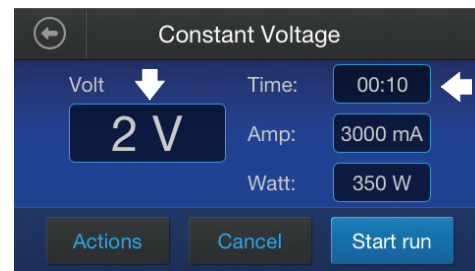 Constant Voltage
Volt
2 V
Time: 00:10
Amp: 3000 mA
Watt: 350 W
Actions Cancel Start run